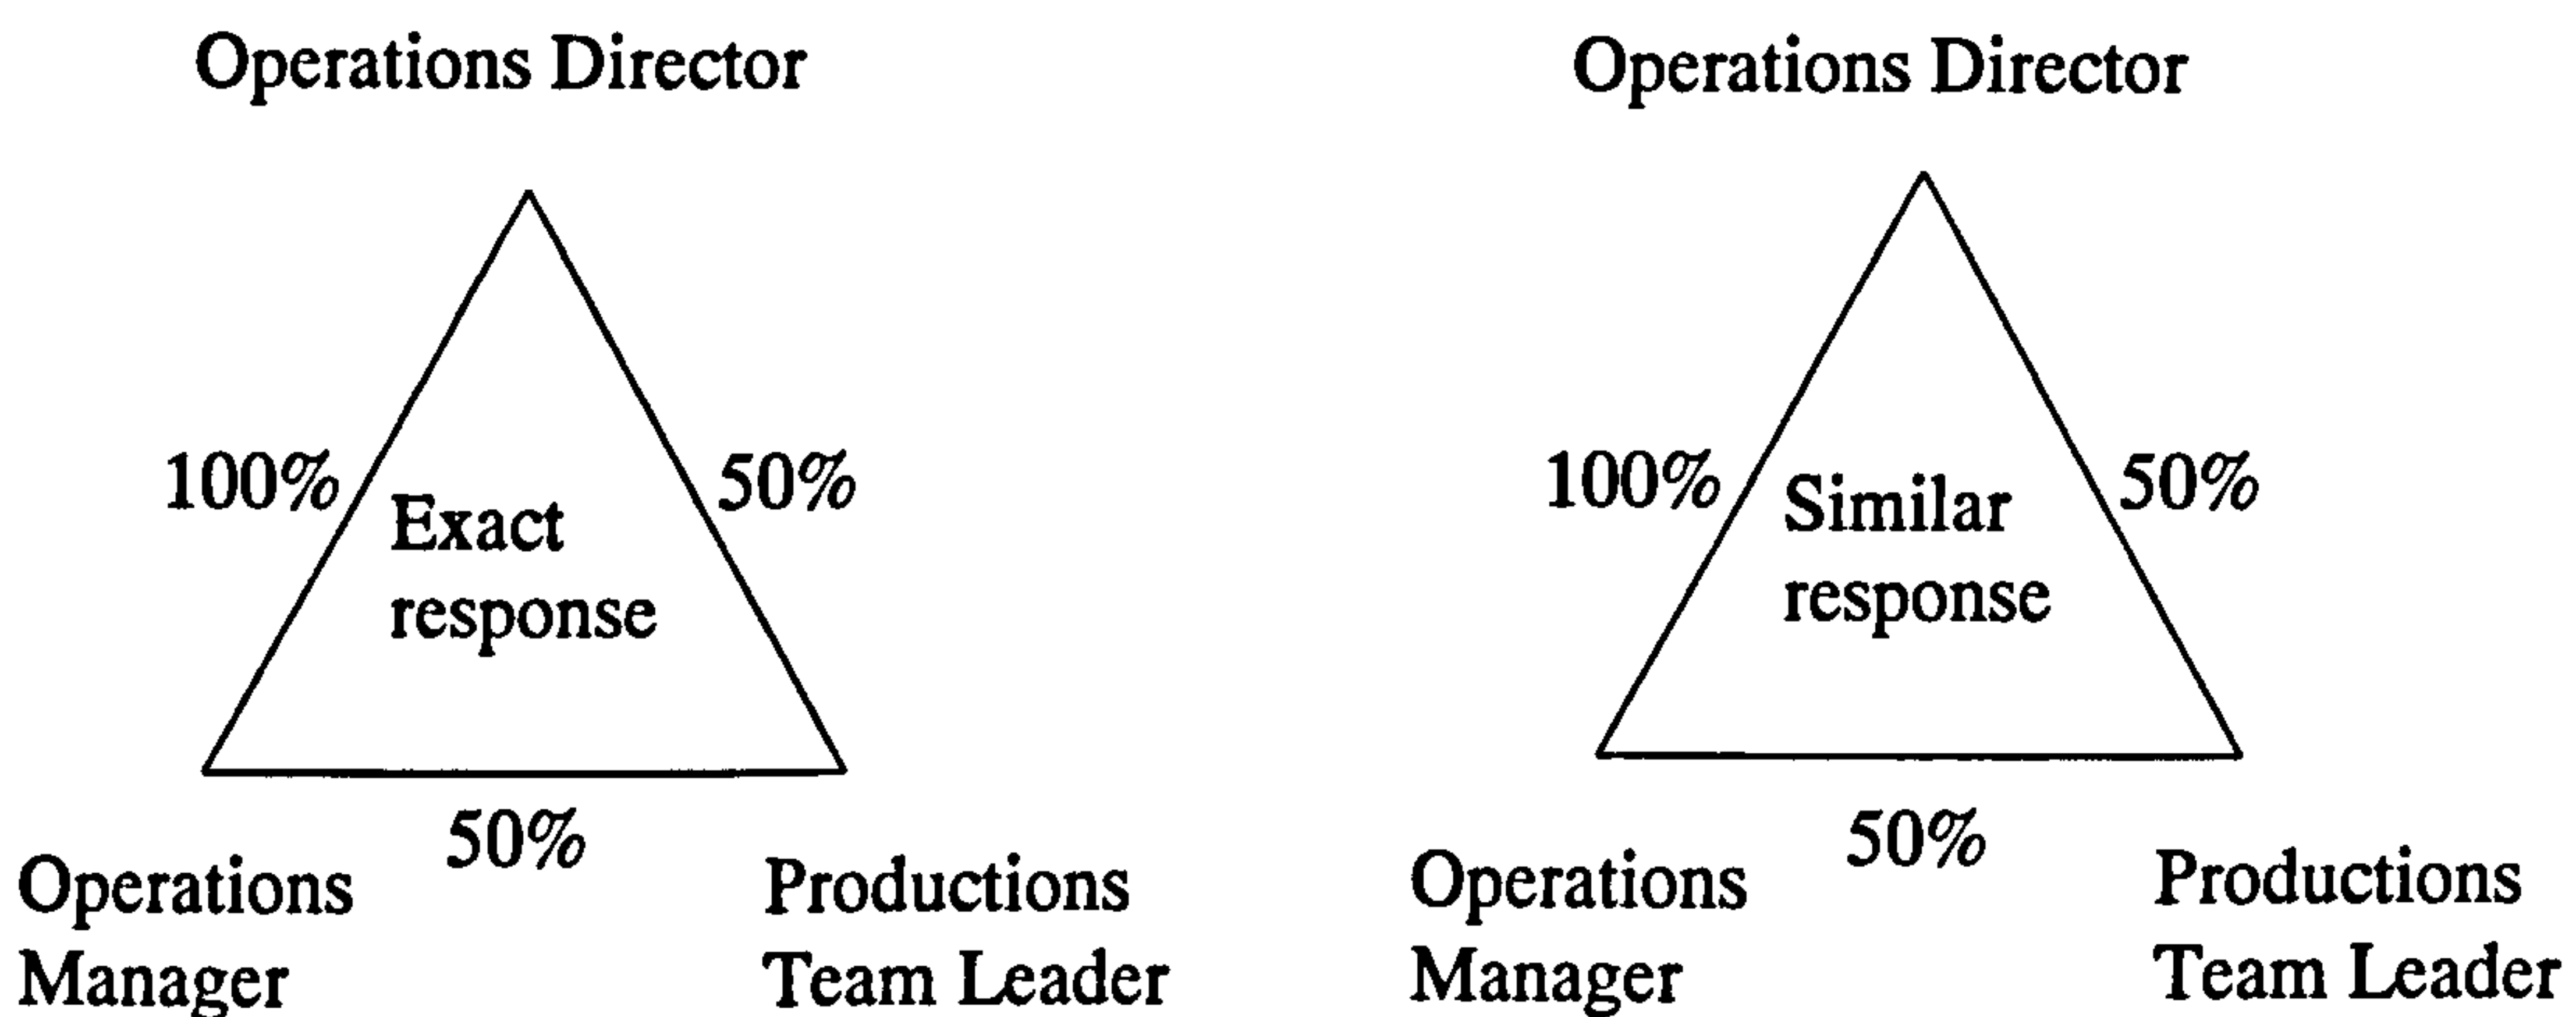 Operations Director
100%
50%
Exact
response
50%
Operations
Manager
Productions
Team Leader
Operations Director
100%
50%
Similar
response
50%
Operations
Manager
Productions
Team Leader